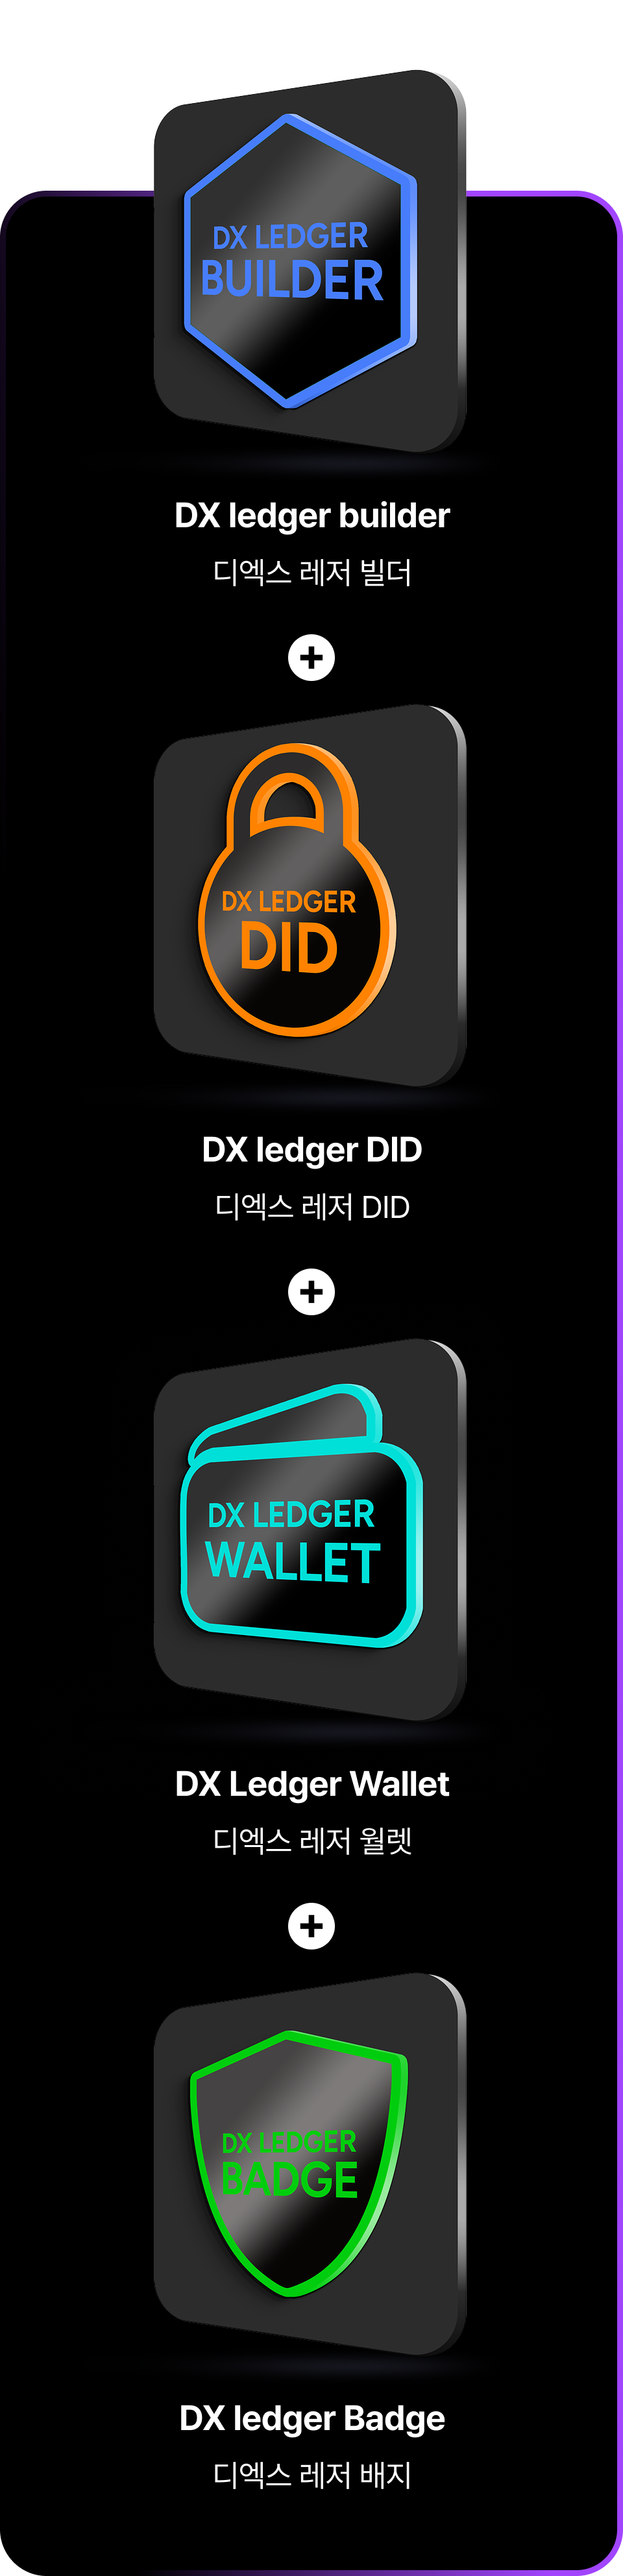 DX LEDGER
BUILDER
DX ledger builder
디엑스 레저 빌더
+
DX LEDGER
DID
DX ledger DID
디엑스 레저 DID
+
DX LEDGER
WALLET
DX Ledger Wallet
디엑스 레저 월렛
+
DX LEDGER
BADGE
DX ledger Badge
디엑스 레저 배지